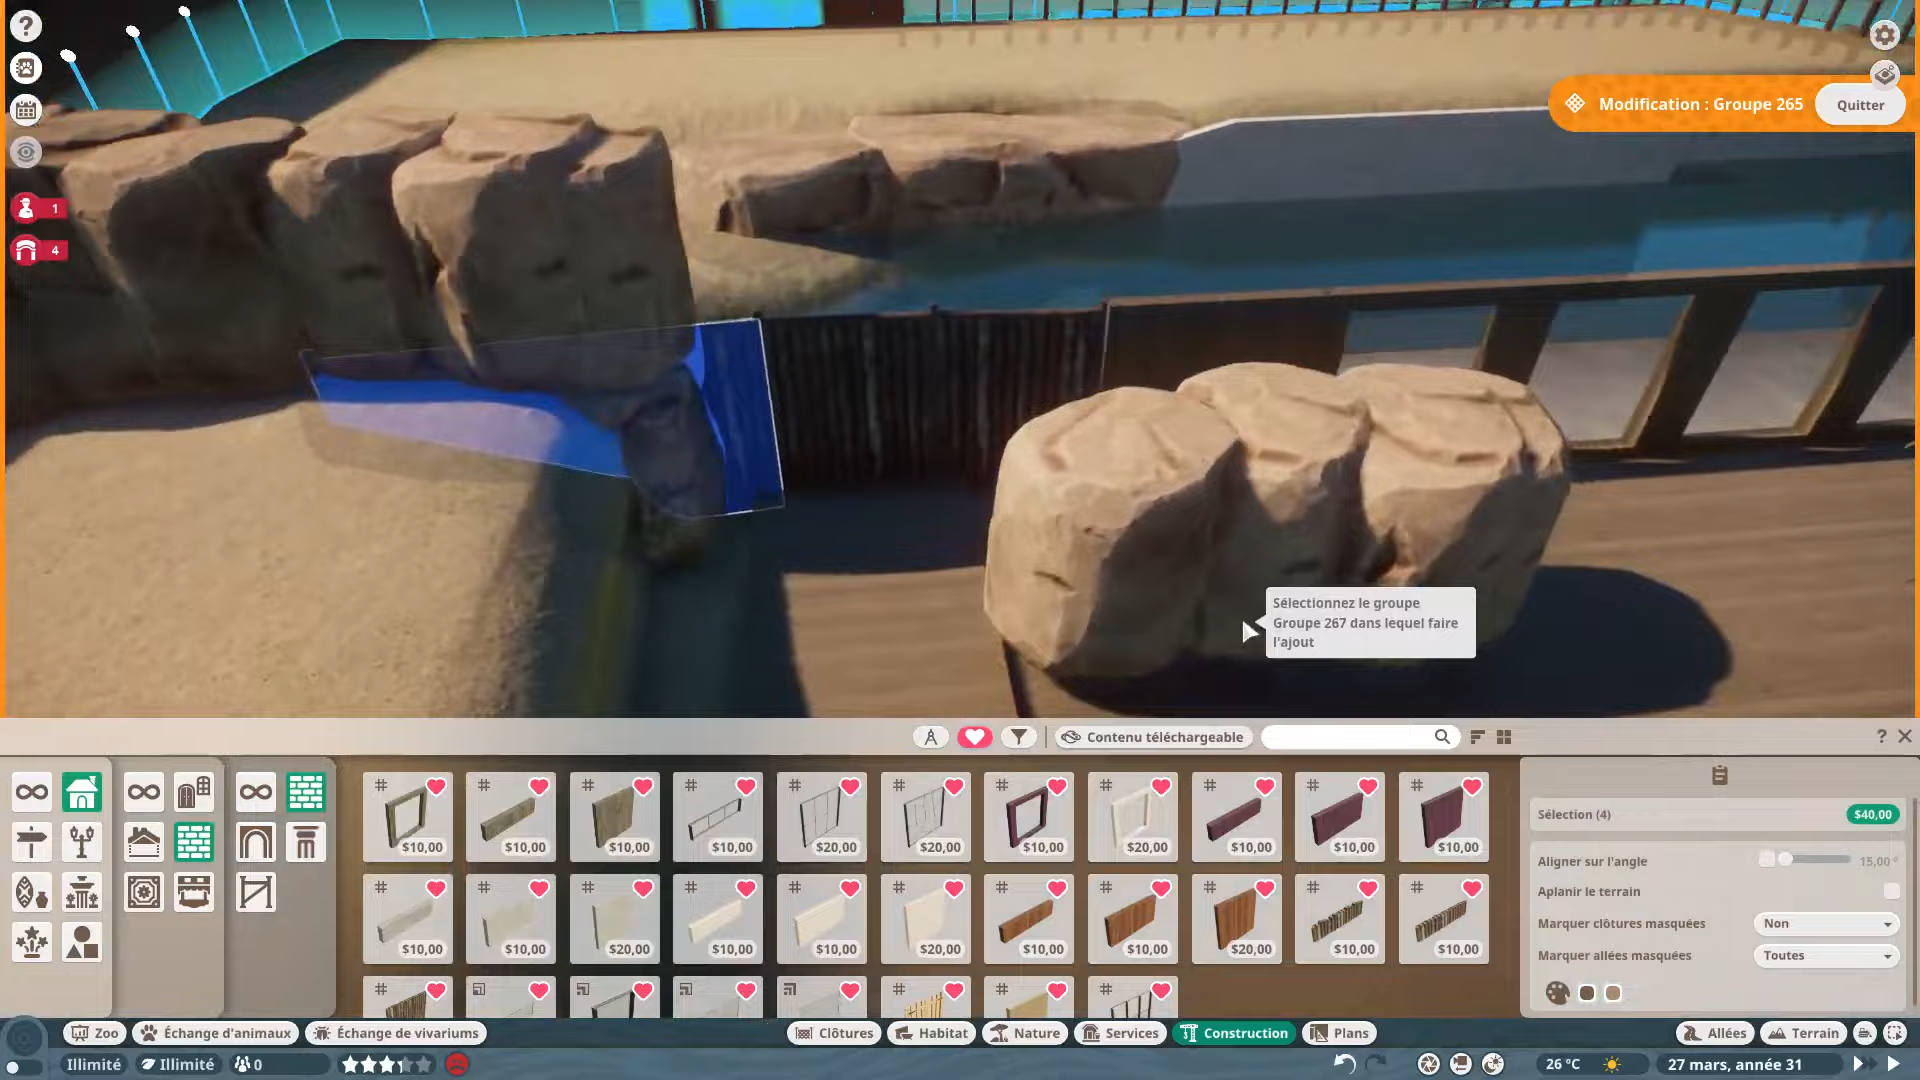 ?
Modification : Groupe 265
Quitter
1
4
Sélectionnez le groupe
Groupe 267 dans lequel faire
l'ajout
Contenu téléchargeable
?
$10,00
$10,00
$10,00
$10,00
$20,00
$20,00
$10,00
$20,00
$10,00
$10,00
$10,00
$10,00
$10,00
$20,00
$10,00
$10,00
$20,00
$10,00
$10,00
$20,00
$10,00
$10,00
Sélection (4)
$40,00
Aligner sur l'angle
15,00 °
Aplanir le terrain
Marquer clôtures masquées
Non
Marquer allées masquées
Toutes
Zoo
Échange d'animaux
Échange de vivariums
Clôtures
Habitat
Nature
Services
Construction
Plans
Allées
Terrain
Illimité
Illimité
0
26 °C
27 mars, année 31